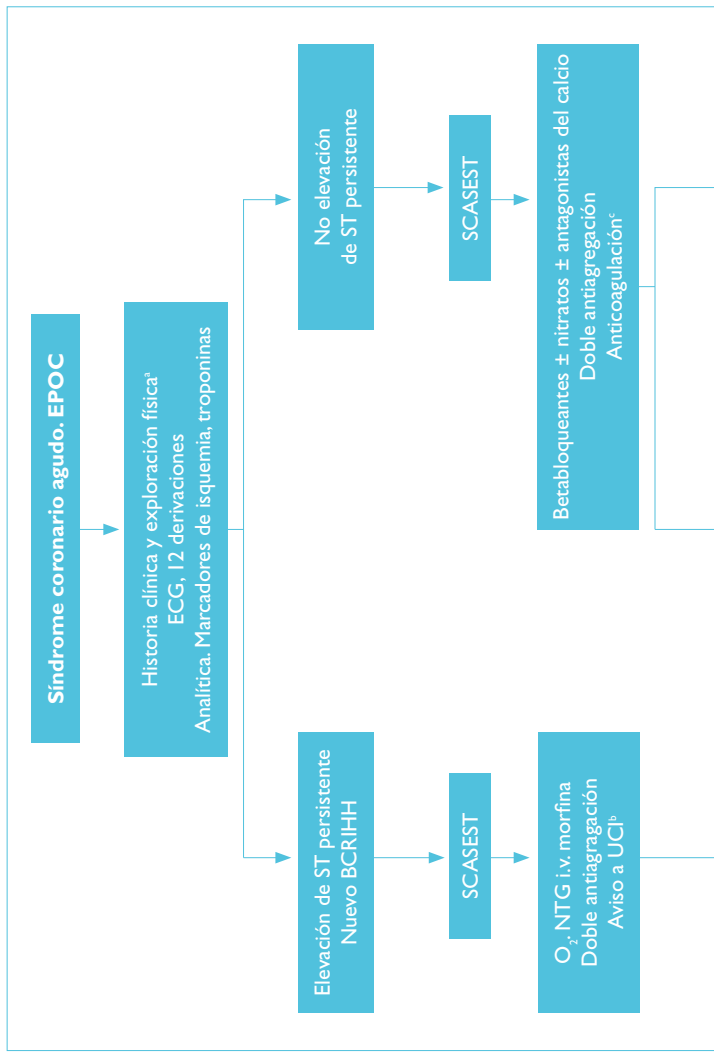 Síndrome coronario agudo. EPOC
Historia clínica y exploración físicaª
ECG, 12 derivaciones
Analítica. Marcadores de isquemia, troponinas
Elevación de ST persistente
Nuevo BCRIHH
No elevación
de ST persistente
SCASEST
SCASEST
O₂. NTG i.v. morfina
Doble antiagragación
Aviso a UCIᵇ
Betabloqueantes ± nitratos ± antagonistas del calcio
Doble antiagregación
Anticoagulaciónᶜ